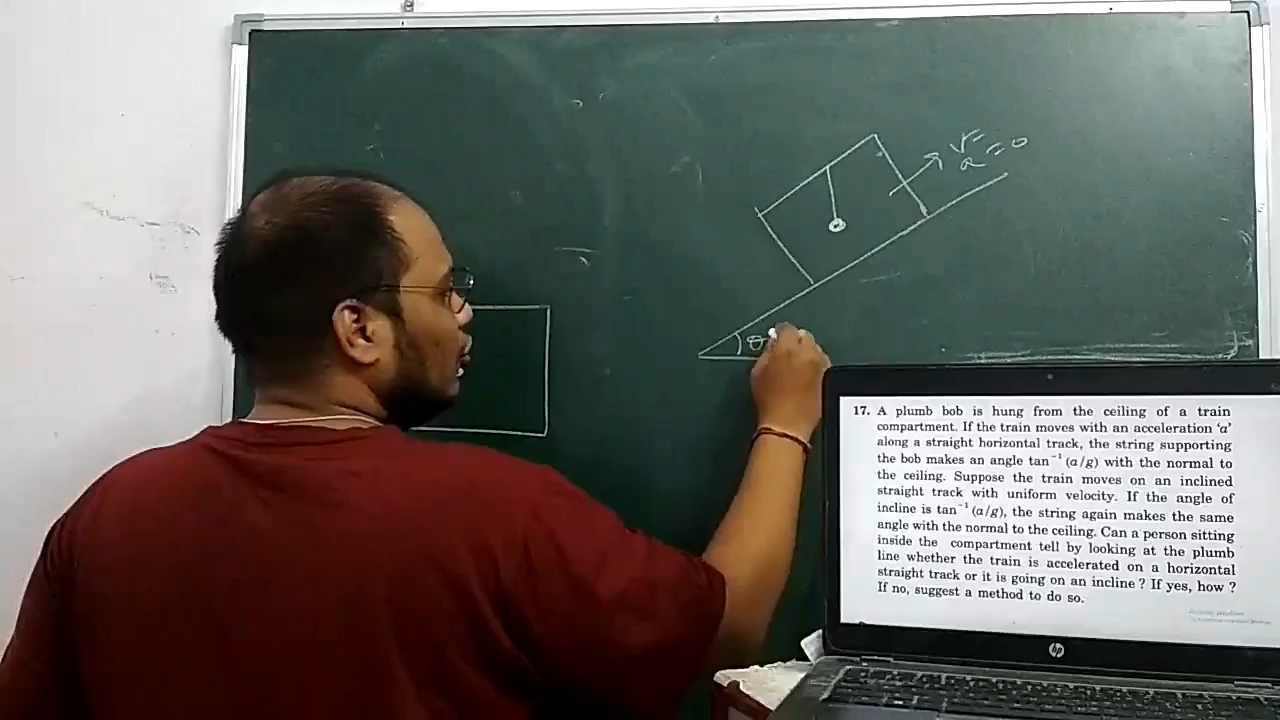 v=
a=0
θ
17. A plumb bob is hung from the ceiling of a train
compartment. If the train moves with an acceleration ‘a’
along a straight horizontal track, the string supporting
the bob makes an angle tan⁻¹ (a/g) with the normal to
the ceiling. Suppose the train moves on an inclined
straight track with uniform velocity. If the angle of
incline is tan⁻¹ (a/g), the string again makes the same
angle with the normal to the ceiling. Can a person sitting
inside the compartment tell by looking at the plumb
line whether the train is accelerated on a horizontal
straight track or it is going on an incline ? If yes, how ?
If no, suggest a method to do so.
hp